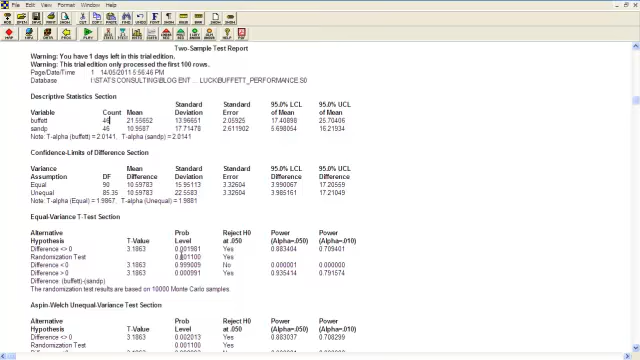 File Edit View Format Window Help
Two-Sample Test Report
Warning: You have 1 days left in this trial edition.
Warning: This trial edition only processed the first 100 rows.
Page/Date/Time 1 14/05/2011 5:56:46 PM
Database I:\STATS CONSULTING\BLOG ENT ... LUCK\BUFFETT_PERFORMANCE.S0
Descriptive Statistics Section
Standard Standard 95.0% LCL 95.0% UCL
Variable Count Mean Deviation Error of Mean of Mean
buffett 46 21.55652 13.96651 2.05925 17.40898 25.70406
sandp 46 10.9587 17.71478 2.611902 5.698054 16.21934
Note: T-alpha (buffett) = 2.0141, T-alpha (sandp) = 2.0141
Confidence-Limits of Difference Section
Variance Mean Standard Standard 95.0% LCL 95.0% UCL
Assumption DF Difference Deviation Error Difference Difference
Equal 90 10.59783 15.95113 3.32604 3.990067 17.20559
Unequal 85.35 10.59783 22.5583 3.32604 3.985161 17.21049
Note: T-alpha (Equal) = 1.9867, T-alpha (Unequal) = 1.9881
Equal-Variance T-Test Section
Alternative Prob Reject H0 Power Power
Hypothesis T-Value Level at .050 (Alpha=.050) (Alpha=.010)
Difference <> 0 3.1863 0.001981 Yes 0.883404 0.709401
Randomization Test 0.001100 Yes
Difference < 0 3.1863 0.999009 No 0.000001 0.000000
Difference > 0 3.1863 0.000991 Yes 0.935414 0.791574
Difference: (buffett)-(sandp)
The randomization test results are based on 10000 Monte Carlo samples.
Aspin-Welch Unequal-Variance Test Section
Alternative Prob Reject H0 Power Power
Hypothesis T-Value Level at .050 (Alpha=.050) (Alpha=.010)
Difference <> 0 3.1863 0.002013 Yes 0.883037 0.708299
Randomization Test 0.001100 Yes